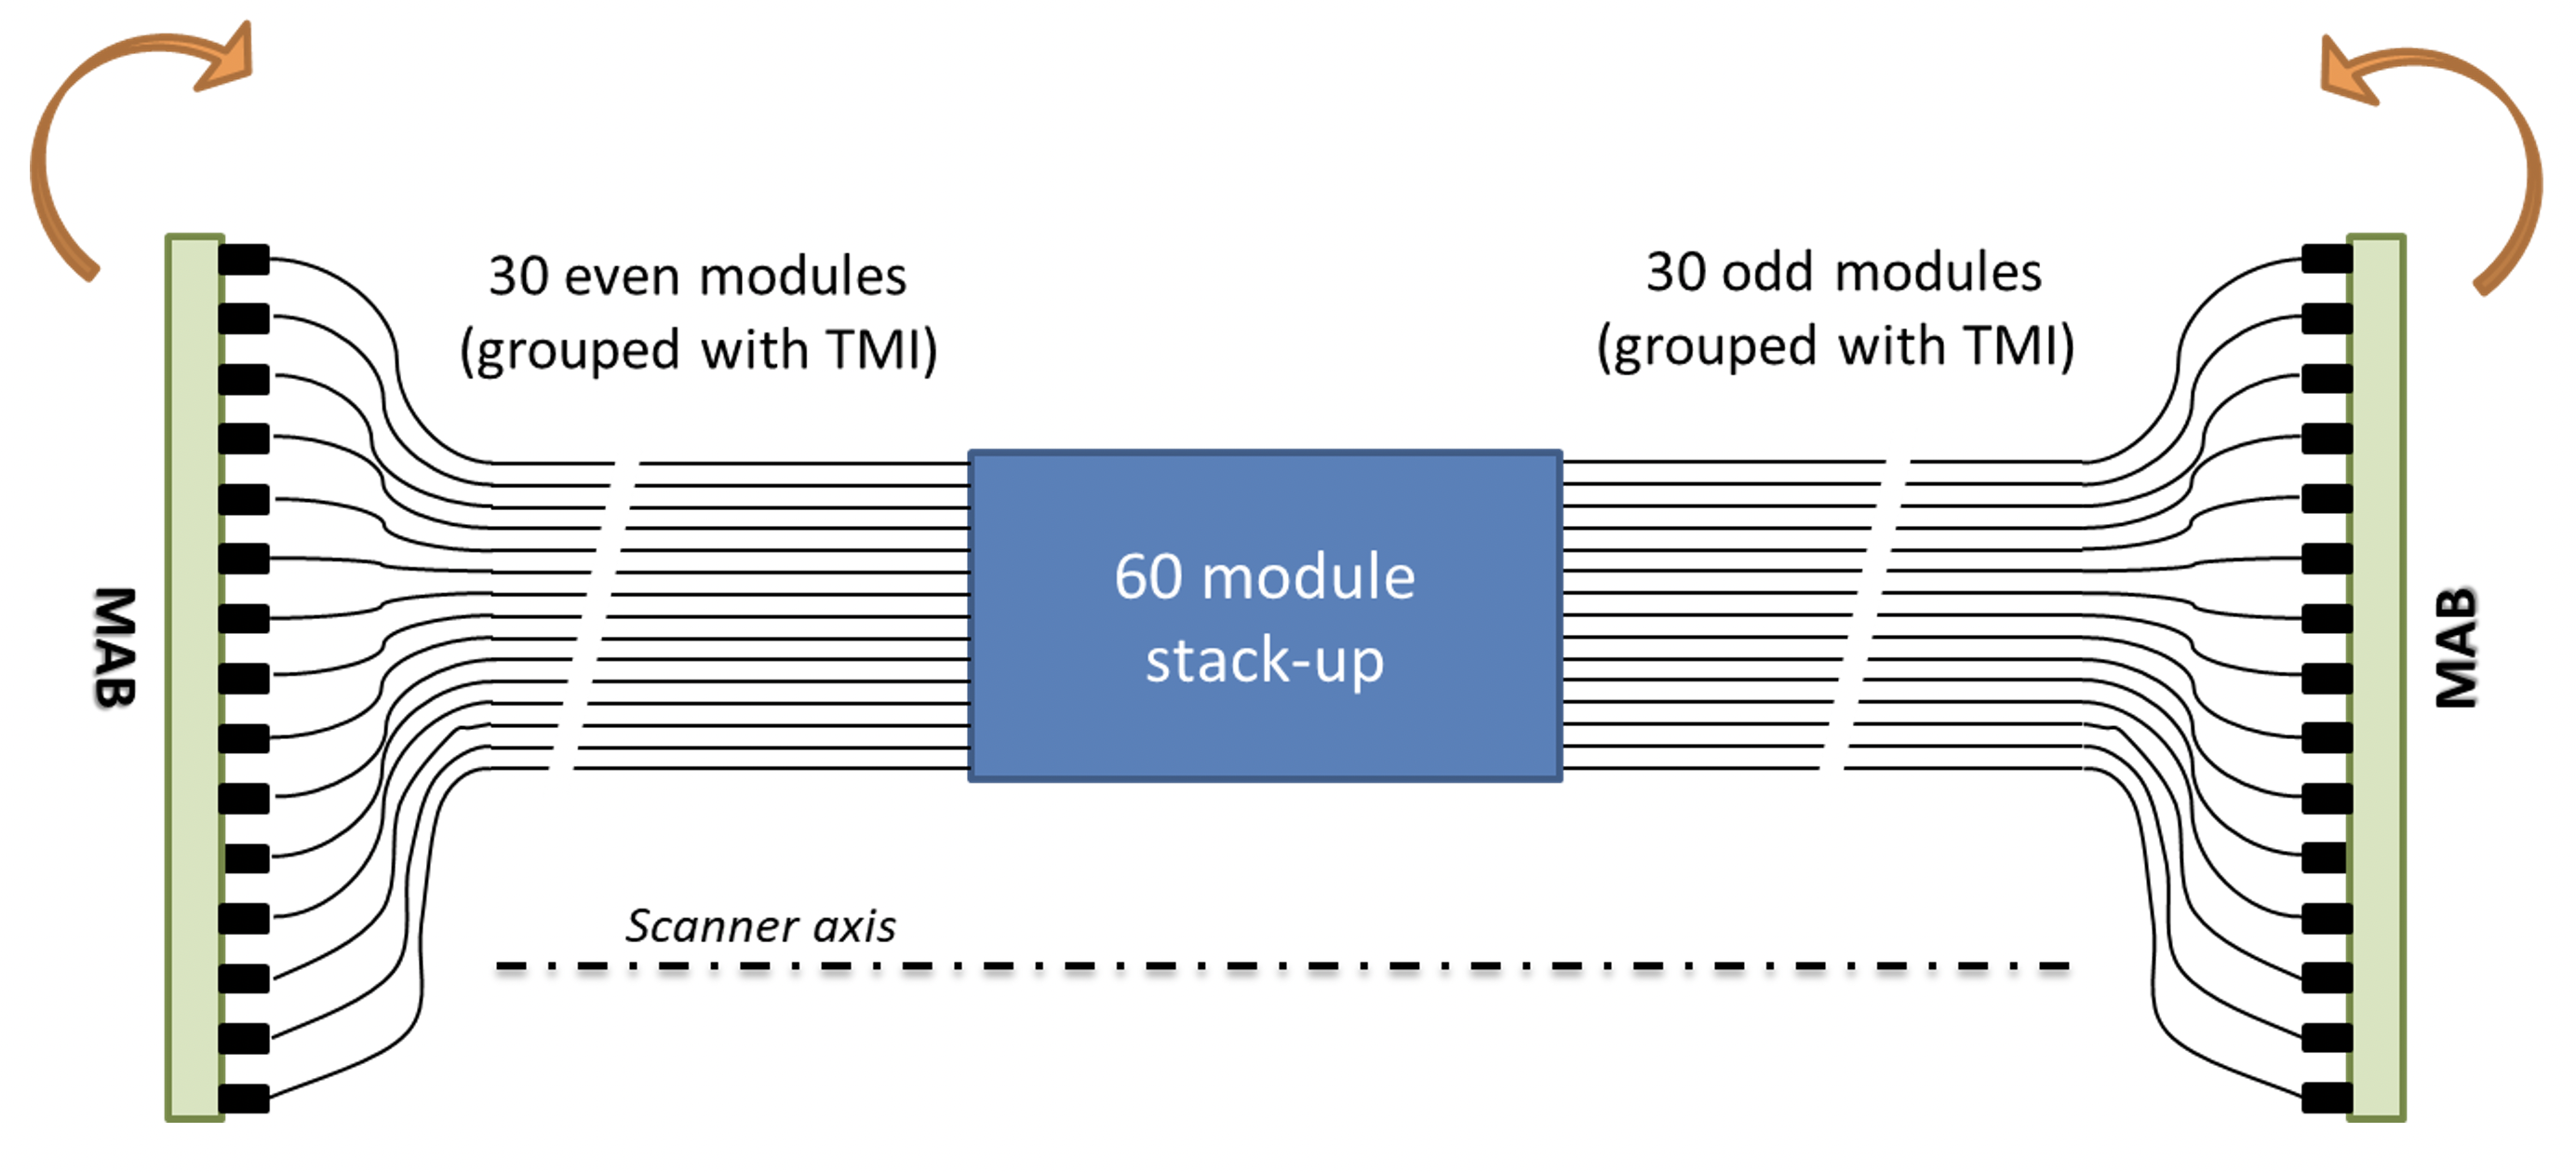 30 even modules
(grouped with TMI)
30 odd modules
(grouped with TMI)
MAB
60 module
stack-up
MAB
Scanner axis